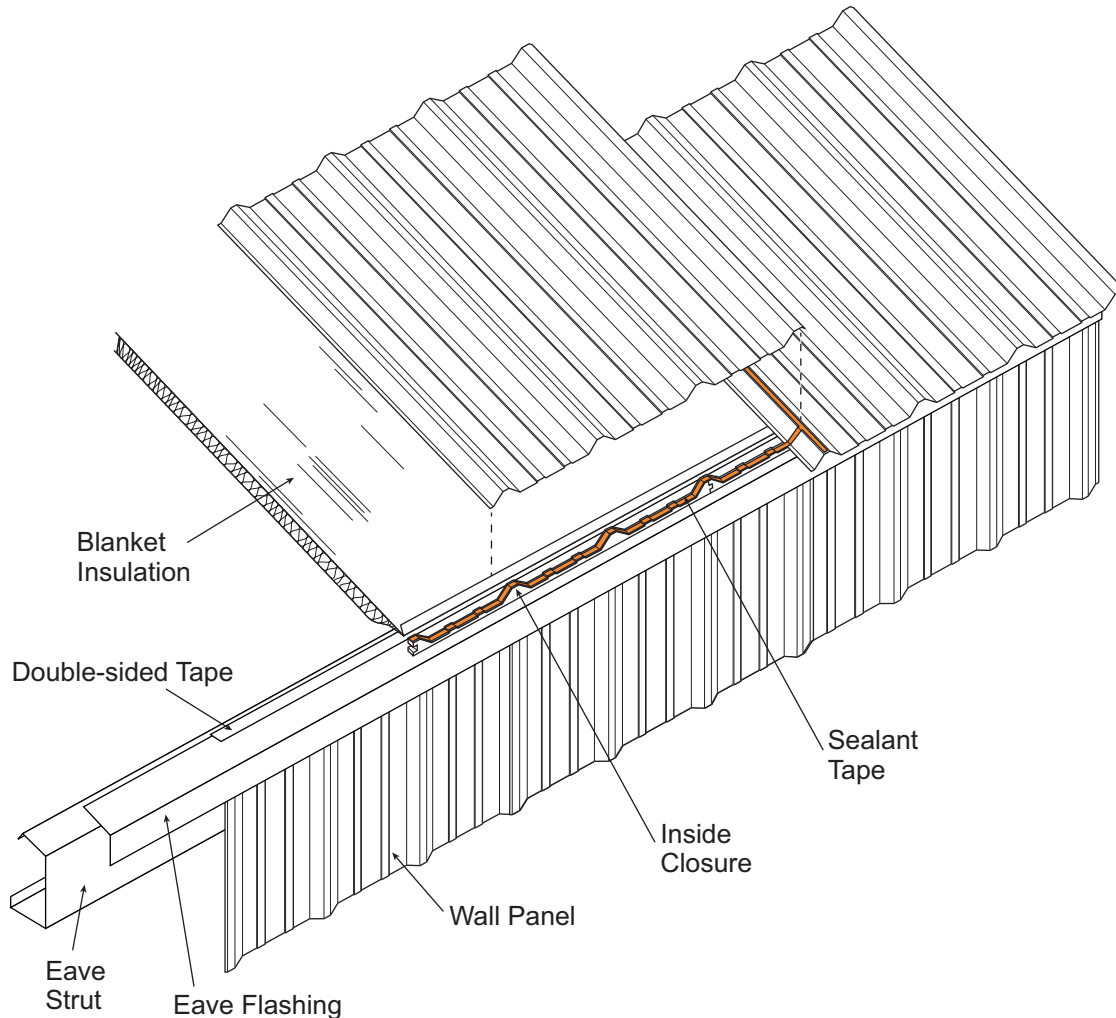 Blanket
Insulation
Double-sided Tape
Sealant
Tape
Inside
Closure
Wall Panel
Eave
Strut
Eave Flashing